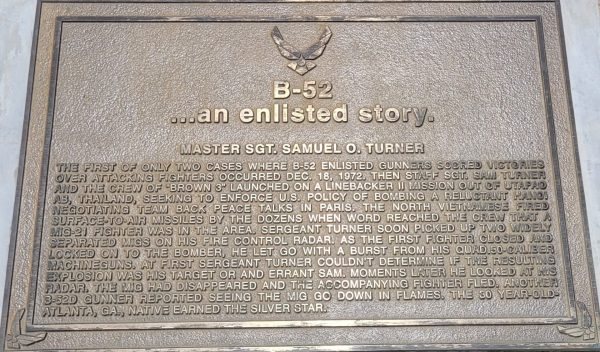 B-52
...an enlisted story.
MASTER SGT. SAMUEL O. TURNER
THE FIRST OF ONLY TWO CASES WHERE B-52 ENLISTED GUNNERS SCORED VICTORIES
OVER ATTACKING FIGHTERS OCCURRED DEC. 18, 1972. THEN STAFF SGT. SAM TURNER
AND THE CREW OF "BROWN 3" LAUNCHED ON A LINEBACKER II MISSION OUT OF UTAPAO
AB, THAILAND, SEEKING TO ENFORCE U.S. POLICY OF BOMBING A RELUCTANT HANOI
NEGOTIATING TEAM BACK PEACE TALKS IN PARIS. THE NORTH VIETNAMESE FIRED
SURFACE-TO-AIR MISSILES BY THE DOZENS WHEN WORD REACHED THE CREW THAT A
MIG-21 FIGHTER WAS IN THE AREA. SERGEANT TURNER SOON PICKED UP TWO WIDELY
SEPARATED MIGS ON HIS FIRE CONTROL RADAR. AS THE FIRST FIGHTER CLOSED AND
LOCKED ON TO THE BOMBER, HE LET GO WITH A BURST FROM HIS QUAD.50-CALIBER
MACHINEGUNS. AT FIRST SERGEANT TURNER COULDN'T DETERMINE IF THE RESULTING
EXPLOSION WAS HIS TARGET OR AND ERRANT SAM. MOMENTS LATER HE LOOKED AT HIS
RADAR. THE MIG HAD DISAPPEARED AND THE ACCOMPANYING FIGHTER FLED. ANOTHER
B-52D GUNNER REPORTED SEEING THE MIG GO DOWN IN FLAMES. THE 30 YEAR-OLD-
ATLANTA, GA., NATIVE EARNED THE SILVER STAR.